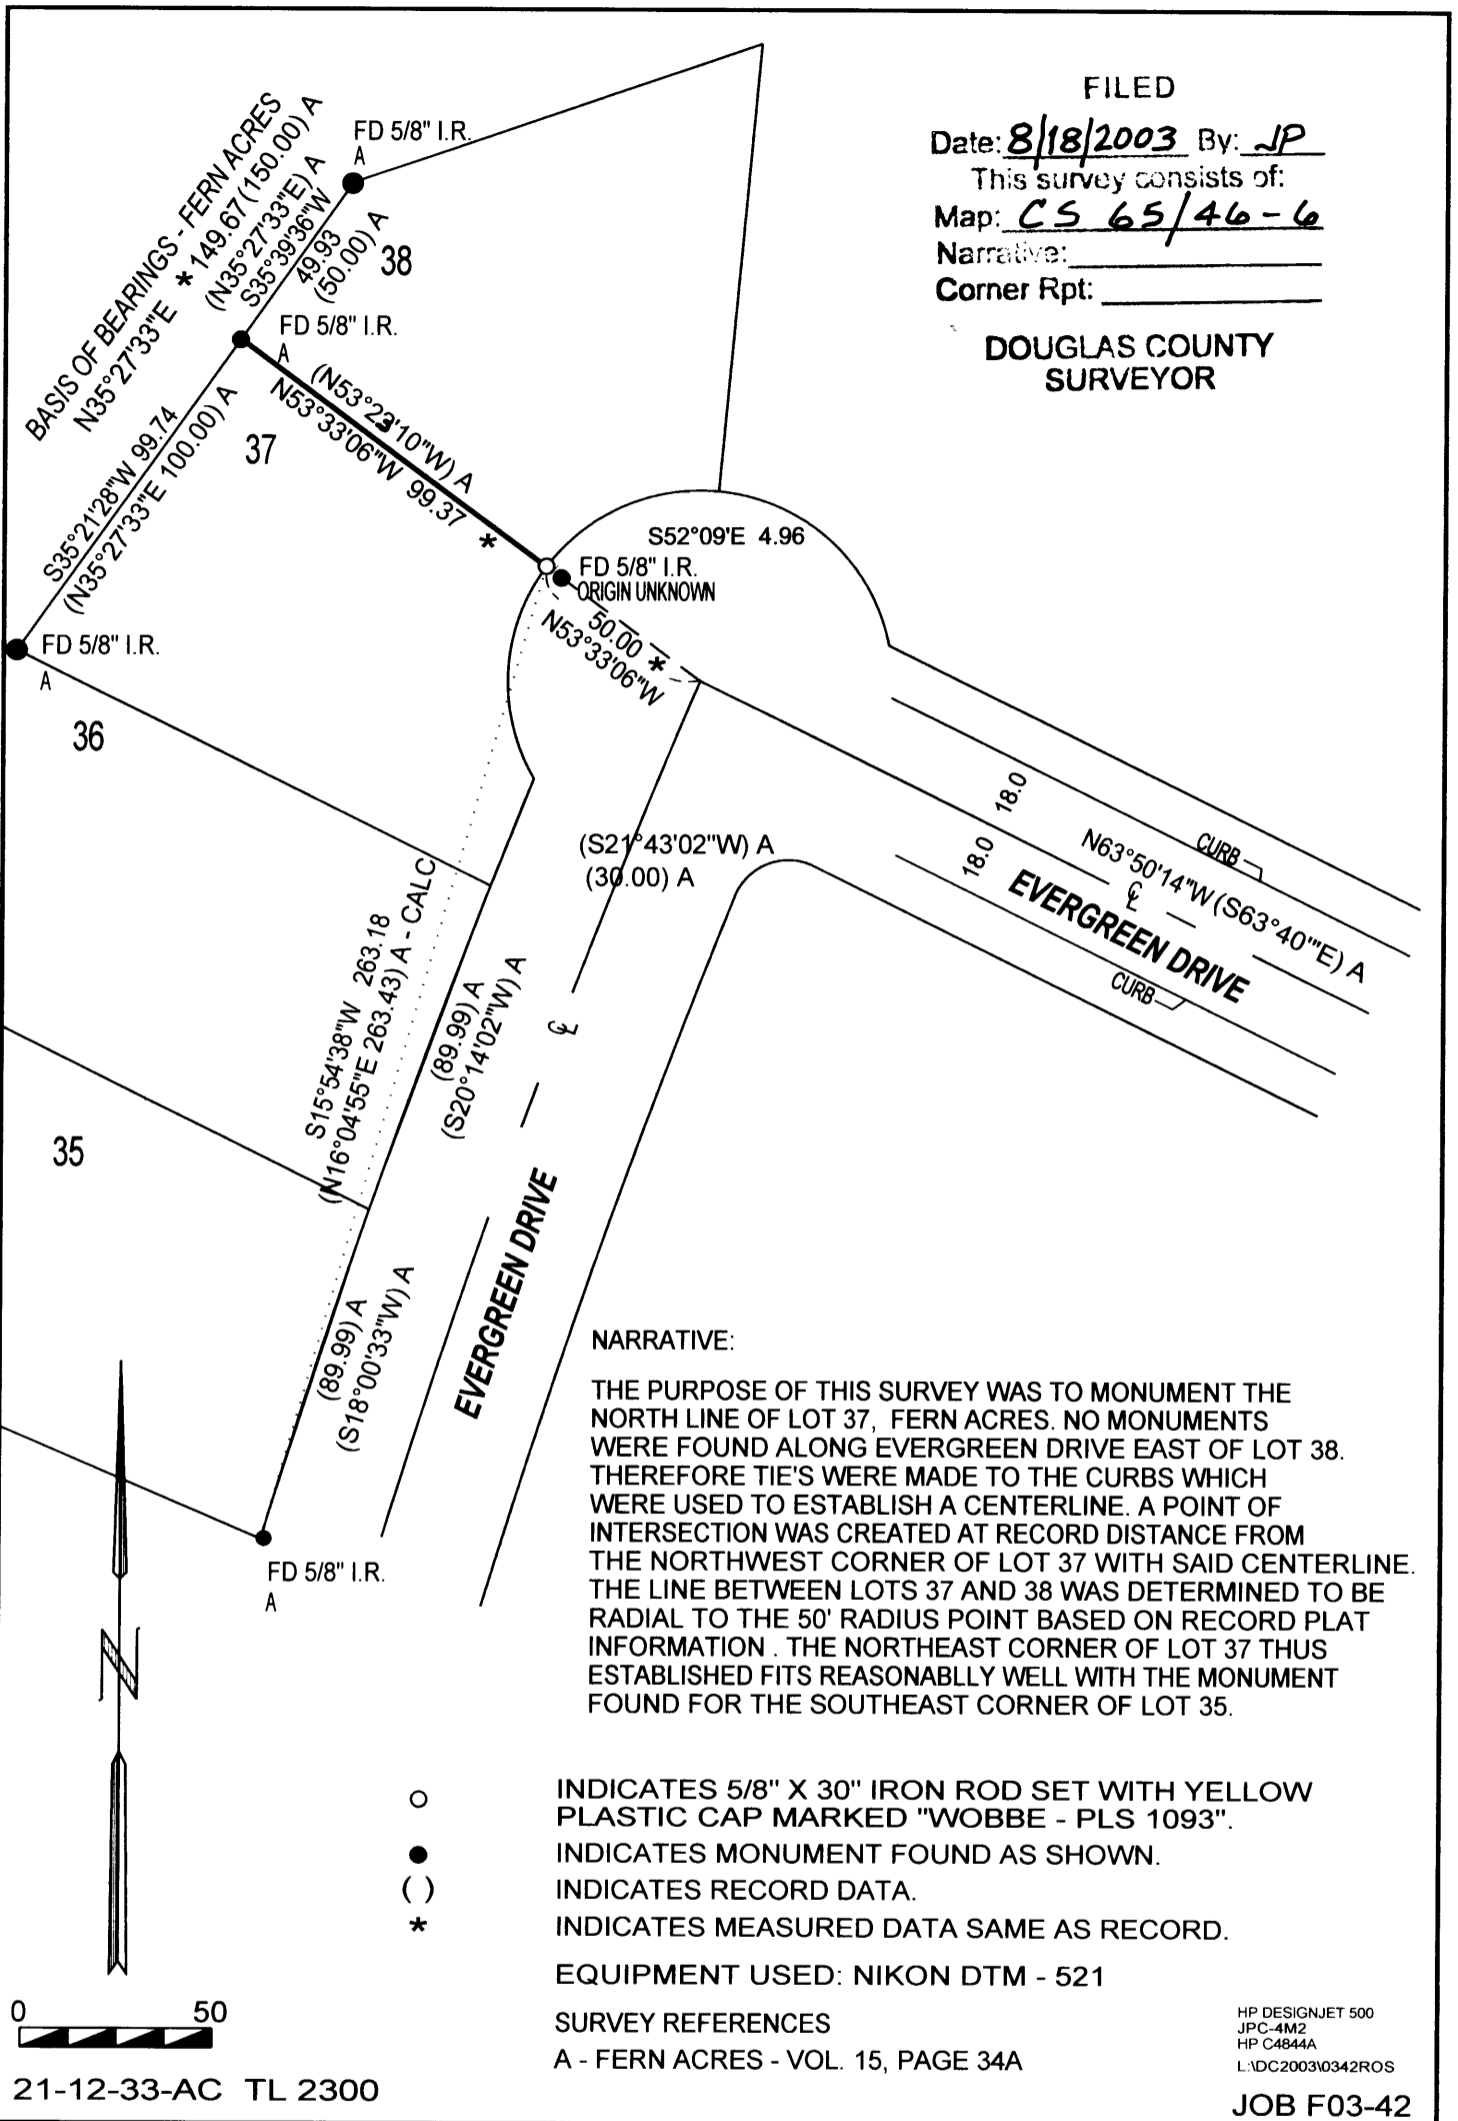 FILED
Date: 8/18/2003 By: JP
This survey consists of:
Map: CS 65/46-6
Narrative:
Corner Rpt:
DOUGLAS COUNTY
SURVEYOR
BASIS OF BEARINGS - FERN ACRES
N35°27'33"E * 149.67 (150.00) A
(N35°27'33"E) A
S35°39'36"W
49.93
(50.00) A
FD 5/8" I.R.
A
38
FD 5/8" I.R.
A
(N53°23'10"W) A
N53°33'06"W 99.37
*
37
S35°21'28"W 99.74
(N35°27'33"E 100.00) A
S52°09'E 4.96
FD 5/8" I.R.
ORIGIN UNKNOWN
50.00 *
N53°33'06"W
FD 5/8" I.R.
A
36
18.0
18.0
CURB
N63°50'14"W (S63°40'"E) A
℄
EVERGREEN DRIVE
CURB
(S21°43'02"W) A
(30.00) A
S15°54'38"W 263.18
(N16°04'55"E 263.43) A - CALC
(89.99) A
(S20°14'02"W) A
℄
35
EVERGREEN DRIVE
(89.99) A
(S18°00'33"W) A
FD 5/8" I.R.
A
NARRATIVE:
THE PURPOSE OF THIS SURVEY WAS TO MONUMENT THE
NORTH LINE OF LOT 37, FERN ACRES. NO MONUMENTS
WERE FOUND ALONG EVERGREEN DRIVE EAST OF LOT 38.
THEREFORE TIE'S WERE MADE TO THE CURBS WHICH
WERE USED TO ESTABLISH A CENTERLINE. A POINT OF
INTERSECTION WAS CREATED AT RECORD DISTANCE FROM
THE NORTHWEST CORNER OF LOT 37 WITH SAID CENTERLINE.
THE LINE BETWEEN LOTS 37 AND 38 WAS DETERMINED TO BE
RADIAL TO THE 50' RADIUS POINT BASED ON RECORD PLAT
INFORMATION . THE NORTHEAST CORNER OF LOT 37 THUS
ESTABLISHED FITS REASONABLLY WELL WITH THE MONUMENT
FOUND FOR THE SOUTHEAST CORNER OF LOT 35.
N
INDICATES 5/8" X 30" IRON ROD SET WITH YELLOW
PLASTIC CAP MARKED "WOBBE - PLS 1093".
INDICATES MONUMENT FOUND AS SHOWN.
( ) INDICATES RECORD DATA.
* INDICATES MEASURED DATA SAME AS RECORD.
EQUIPMENT USED: NIKON DTM - 521
SURVEY REFERENCES
A - FERN ACRES - VOL. 15, PAGE 34A
0 50
21-12-33-AC TL 2300
HP DESIGNJET 500
JPC-4M2
HP C4844A
L:\DC2003\0342ROS
JOB F03-42